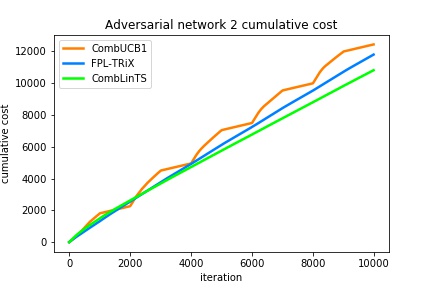 Adversarial network 2 cumulative cost
CombUCB1
FPL-TRiX
CombLinTS
cumulative cost
12000
10000
8000
6000
4000
2000
0
0 2000 4000 6000 8000 10000
iteration